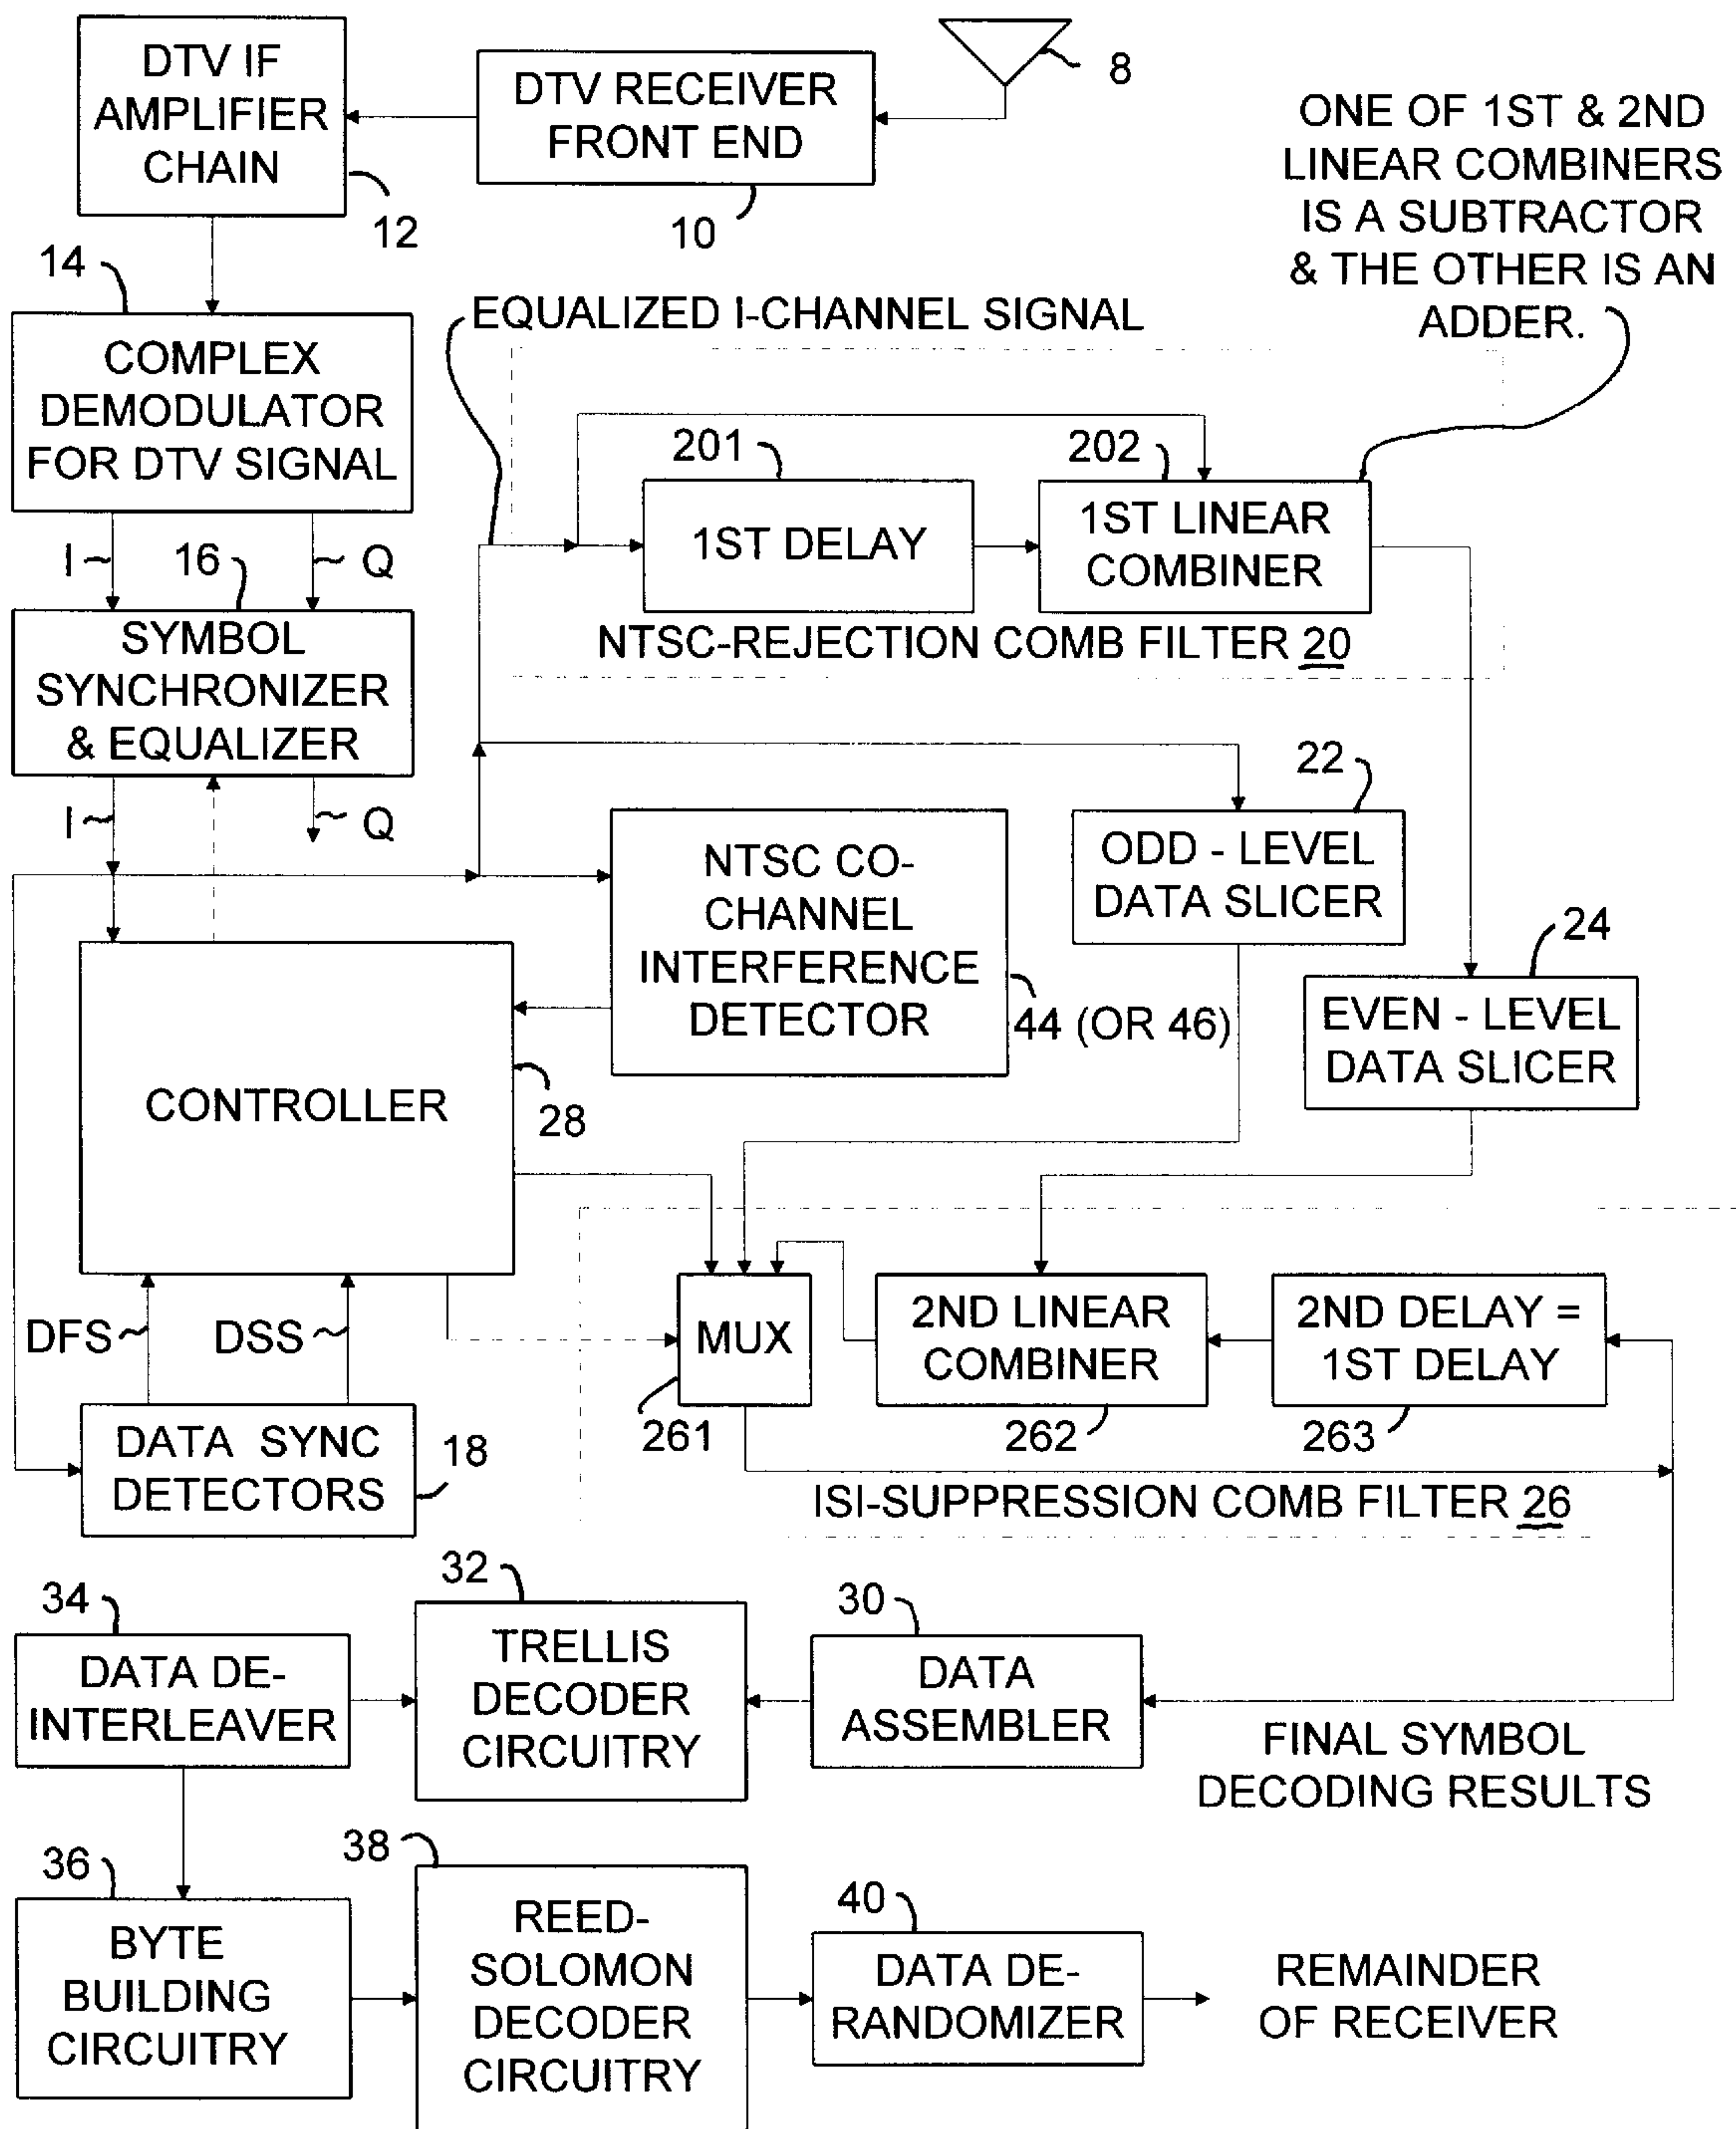 DTV IF
AMPLIFIER
CHAIN
12
DTV RECEIVER
FRONT END
10
8
ONE OF 1ST & 2ND
LINEAR COMBINERS
IS A SUBTRACTOR
& THE OTHER IS AN
ADDER.
14
COMPLEX
DEMODULATOR
FOR DTV SIGNAL
I
16
Q
EQUALIZED I-CHANNEL SIGNAL
201
1ST DELAY
202
1ST LINEAR
COMBINER
NTSC-REJECTION COMB FILTER 20
SYMBOL
SYNCHRONIZER
& EQUALIZER
I
Q
NTSC CO-
CHANNEL
INTERFERENCE
DETECTOR
44 (OR 46)
22
ODD - LEVEL
DATA SLICER
24
EVEN - LEVEL
DATA SLICER
CONTROLLER
28
DFS
DSS
MUX
261
2ND LINEAR
COMBINER
262
2ND DELAY =
1ST DELAY
263
DATA SYNC
DETECTORS
18
ISI-SUPPRESSION COMB FILTER 26
34
DATA DE-
INTERLEAVER
32
TRELLIS
DECODER
CIRCUITRY
30
DATA
ASSEMBLER
FINAL SYMBOL
DECODING RESULTS
36
BYTE
BUILDING
CIRCUITRY
38
REED-
SOLOMON
DECODER
CIRCUITRY
40
DATA DE-
RANDOMIZER
REMAINDER
OF RECEIVER